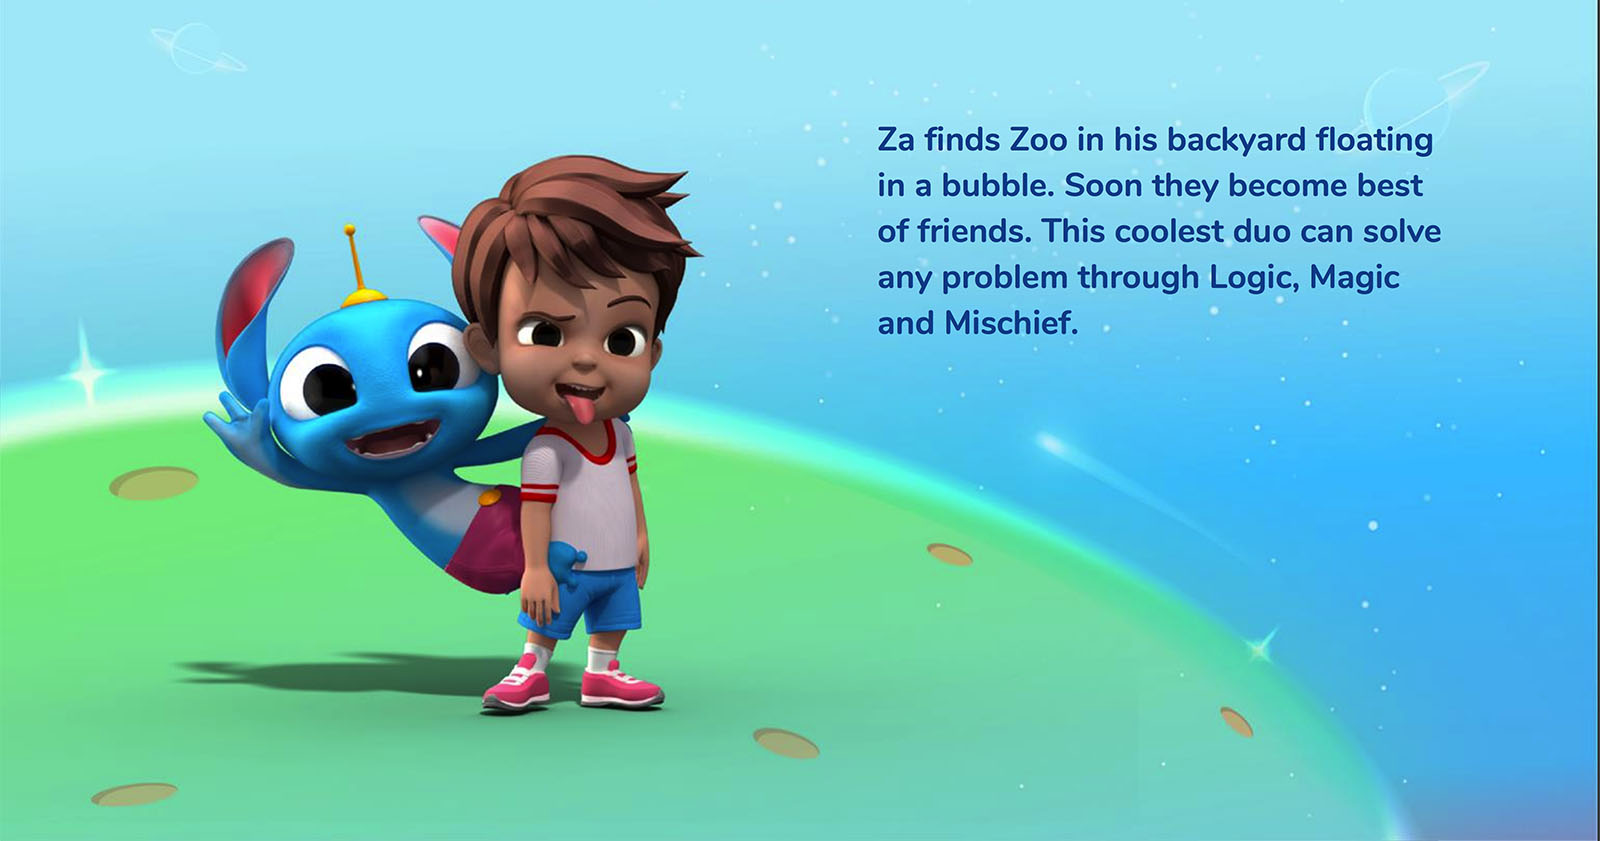 Za finds Zoo in his backyard floating
in a bubble. Soon they become best
of friends. This coolest duo can solve
any problem through Logic, Magic
and Mischief.